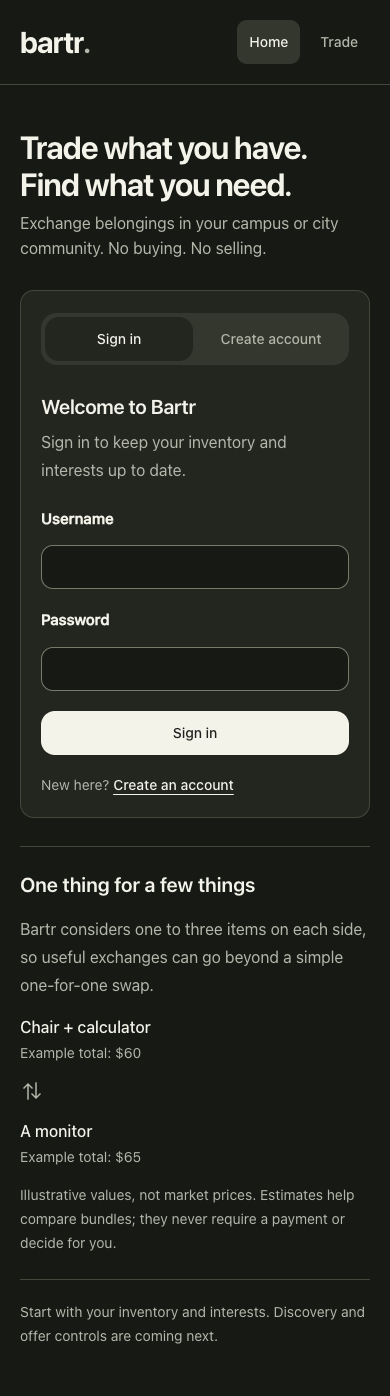 bartr.
Home
Trade
Trade what you have.
Find what you need.
Exchange belongings in your campus or city
community. No buying. No selling.
Sign in
Create account
Welcome to Bartr
Sign in to keep your inventory and
interests up to date.
Username
Password
Sign in
New here? Create an account
One thing for a few things
Bartr considers one to three items on each side,
so useful exchanges can go beyond a simple
one-for-one swap.
Chair + calculator
Example total: $60
A monitor
Example total: $65
Illustrative values, not market prices. Estimates help
compare bundles; they never require a payment or
decide for you.
Start with your inventory and interests. Discovery and
offer controls are coming next.